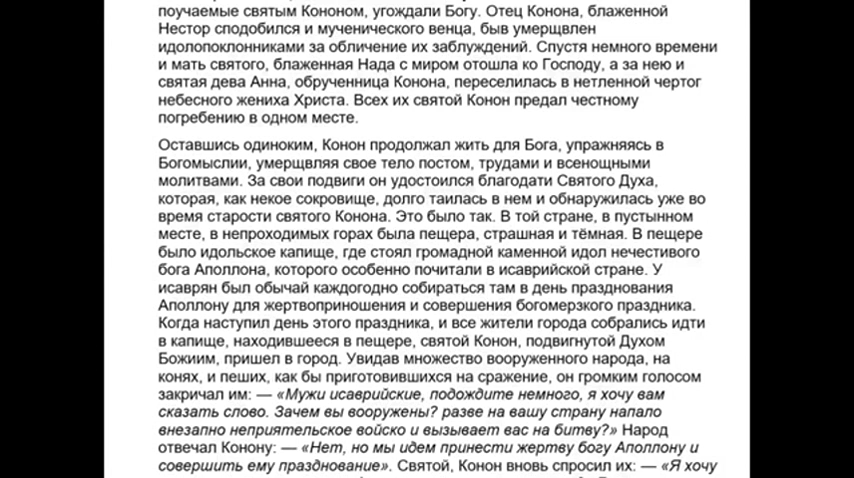 поучаемые святым Кононом, угождали Богу. Отец Конона, блаженной
Нестор сподобился и мученического венца, быв умерщвлен
идолопоклонниками за обличение их заблуждений. Спустя немного времени
и мать святого, блаженная Нада с миром отошла ко Господу, а за нею и
святая дева Анна, обрученница Конона, переселилась в нетленной чертог
небесного жениха Христа. Всех их святой Конон предал честному
погребению в одном месте.
Оставшись одиноким, Конон продолжал жить для Бога, упражняясь в
Богомыслии, умерщвляя свое тело постом, трудами и всенощными
молитвами. За свои подвиги он удостоился благодати Святого Духа,
которая, как некое сокровище, долго таилась в нем и обнаружилась уже во
время старости святого Конона. Это было так. В той стране, в пустынном
месте, в непроходимых горах была пещера, страшная и тёмная. В пещере
было идольское капище, где стоял громадной каменной идол нечестивого
бога Аполлона, которого особенно почитали в исаврийской стране. У
исаврян был обычай каждогодно собираться там в день празднования
Аполлону для жертвоприношения и совершения богомерзкого праздника.
Когда наступил день этого праздника, и все жители города собрались идти
в капище, находившееся в пещере, святой Конон, подвигнутой Духом
Божиим, пришел в город. Увидав множество вооруженного народа, на
конях, и пеших, как бы приготовившихся на сражение, он громким голосом
закричал им: — «Мужи исаврийские, подождите немного, я хочу вам
сказать слово. Зачем вы вооружены? разве на вашу страну напало
внезапно неприятельское войско и вызывает вас на битву?» Народ
отвечал Конону: — «Нет, но мы идем принести жертву богу Аполлону и
совершить ему празднование». Святой, Конон вновь спросил их: — «Я хочу